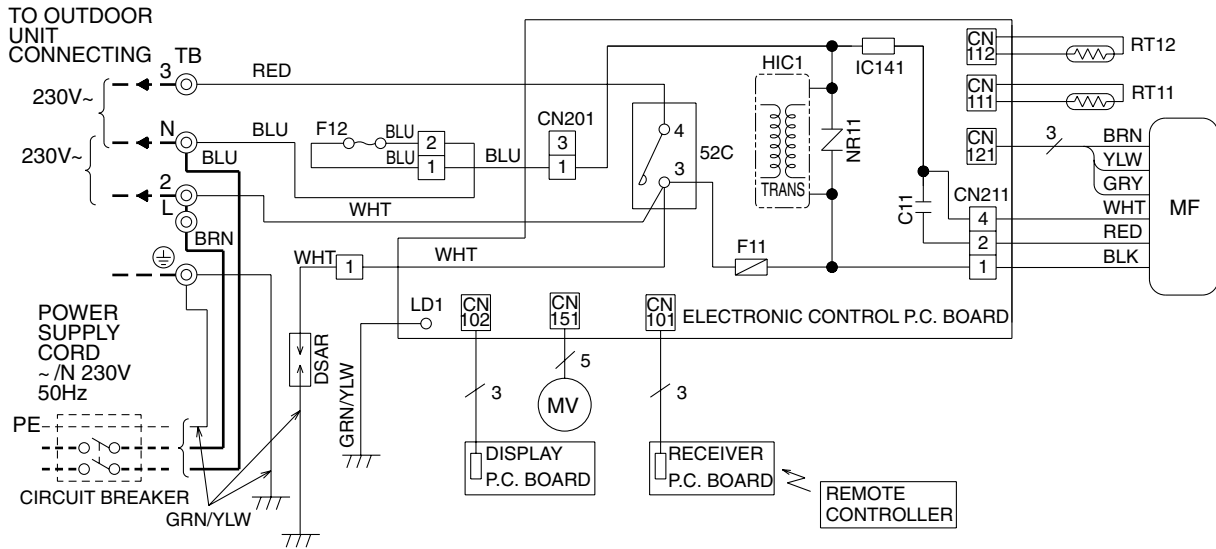 TO OUTDOOR
UNIT
CONNECTING
TB
3
RED
230V~
N
BLU
BLU
230V~
2
WHT
L
BRN
F12
BLU
2
BLU
1
BLU
CN201
3
1
4
3
52C
HIC1
TRANS
NR11
IC141
C11
CN211
4
2
1
F11
CN
112
RT12
CN
111
RT11
CN
121
3
BRN
YLW
GRY
WHT
RED
BLK
MF
WHT
1
WHT
DSAR
LD1
GRN/YLW
CN
102
3
CN
151
5
MV
CN
101
3
ELECTRONIC CONTROL P.C. BOARD
DISPLAY
P.C. BOARD
RECEIVER
P.C. BOARD
REMOTE
CONTROLLER
POWER
SUPPLY
CORD
~ /N 230V
50Hz
PE
CIRCUIT BREAKER
GRN/YLW